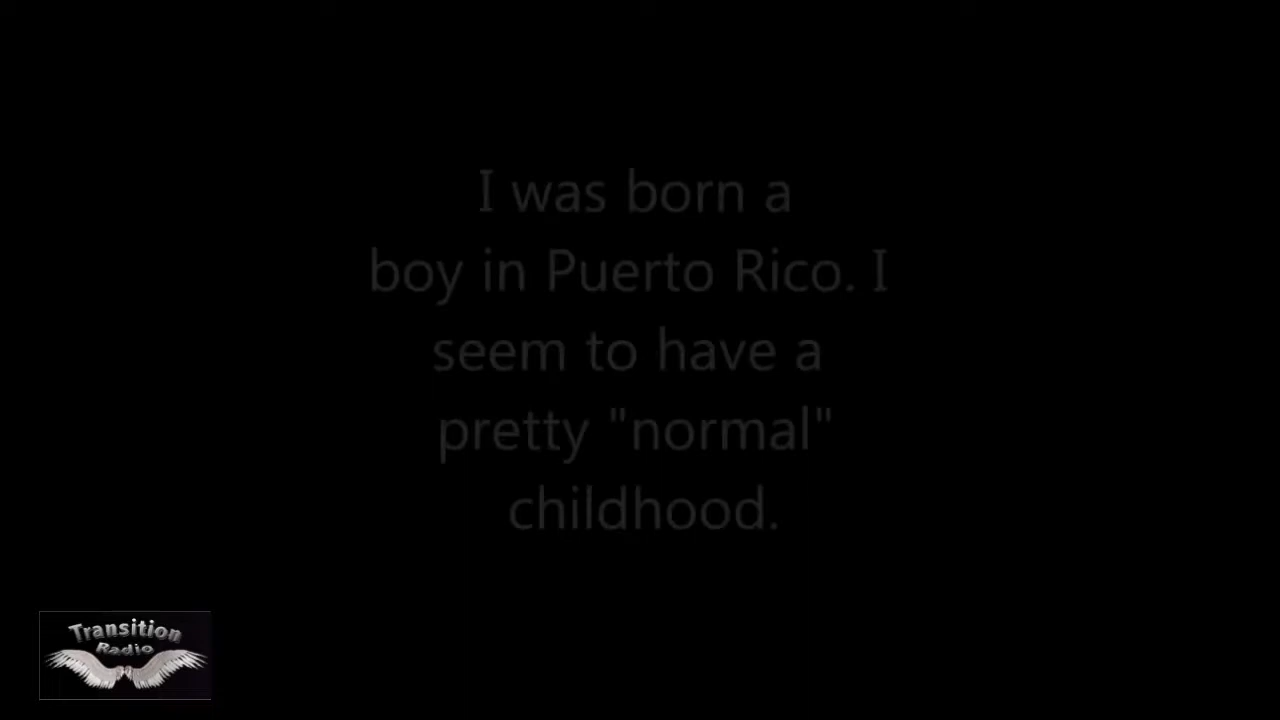 I was born a
boy in Puerto Rico. I
seem to have a
pretty "normal"
childhood.
Transition
Radio